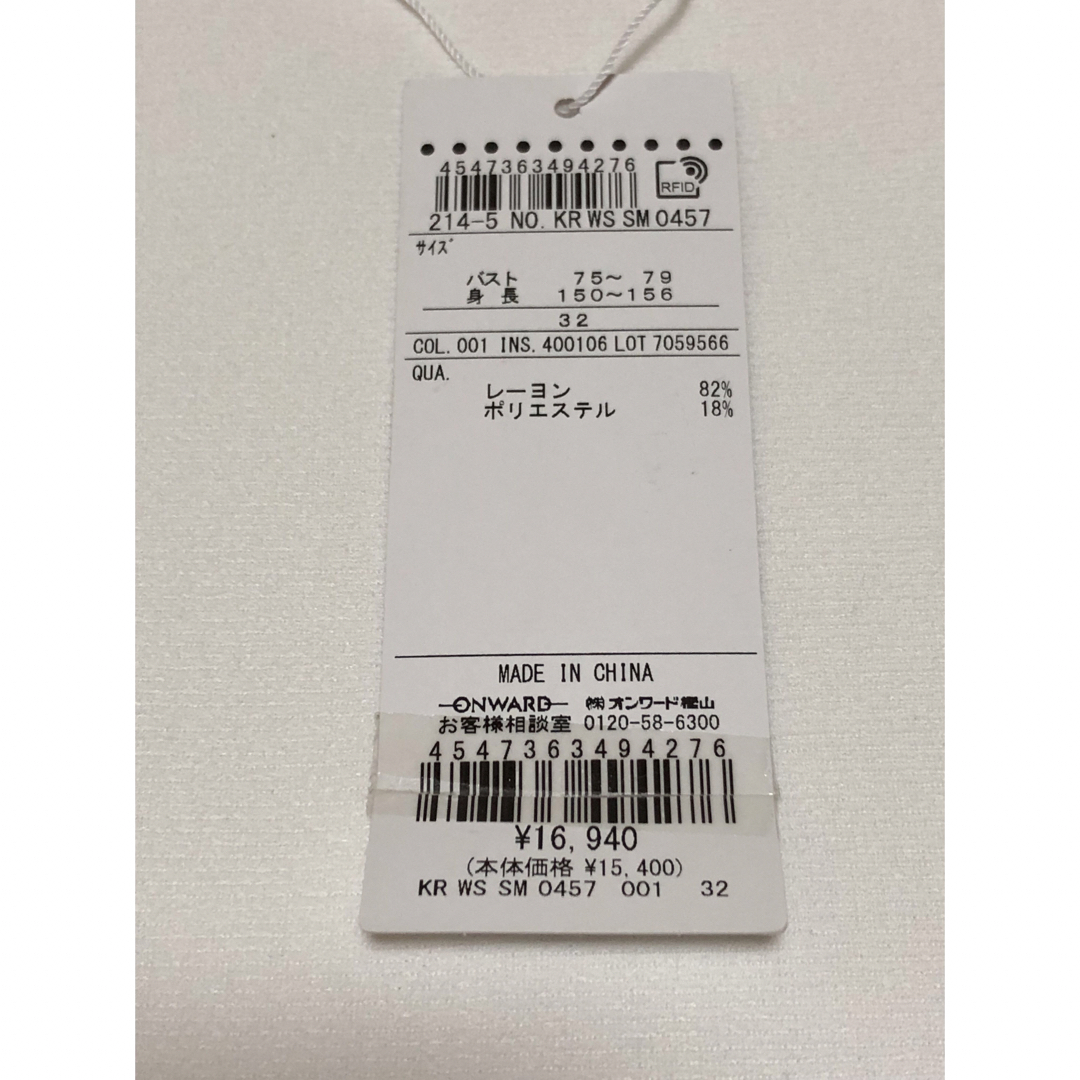 4547363494276
RFID
214-5 NO. KR WS SM 0457
サイズ
バスト 75～ 79
身 長 150～156
32
COL. 001 INS. 400106 LOT 7059566
QUA.
レーヨン 82%
ポリエステル 18%
MADE IN CHINA
ONWARD ㈱オンワード樫山
お客様相談室 0120-58-6300
4547363494276
¥16,940
(本体価格 ¥15,400)
KR WS SM 0457 001 32